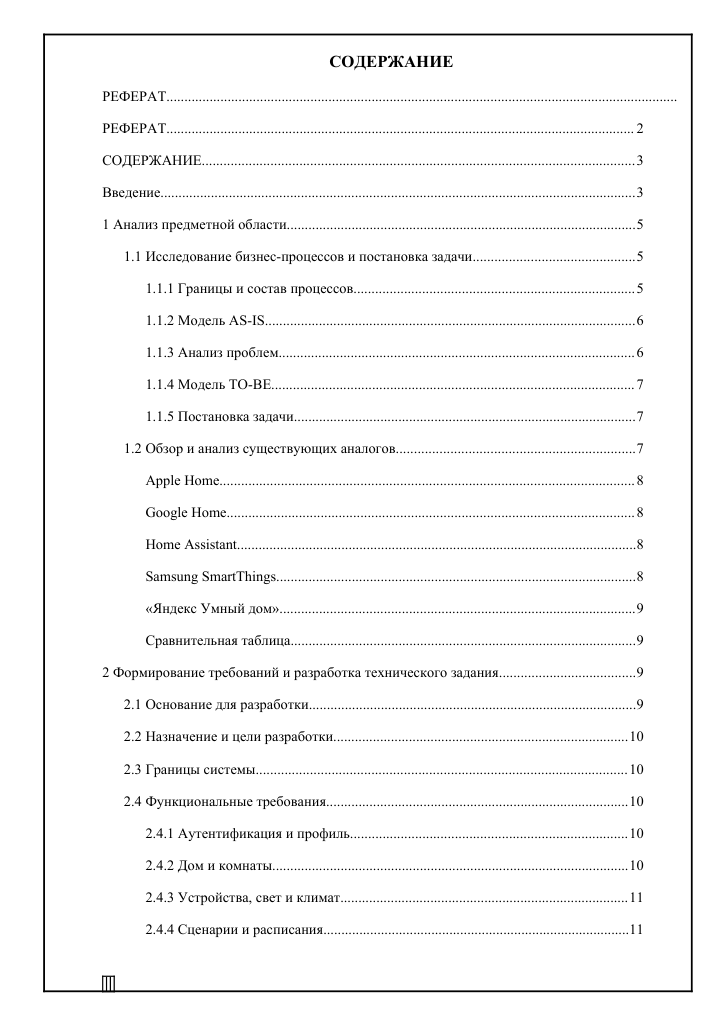 СОДЕРЖАНИЕ
РЕФЕРАТ........................................................................................................................................
РЕФЕРАТ............................................................................................................................ 2
СОДЕРЖАНИЕ...................................................................................................................3
Введение..............................................................................................................................3
1 Анализ предметной области............................................................................................5
1.1 Исследование бизнес-процессов и постановка задачи............................................5
1.1.1 Границы и состав процессов.............................................................................5
1.1.2 Модель AS-IS..................................................................................................... 6
1.1.3 Анализ проблем................................................................................................. 6
1.1.4 Модель TO-BE................................................................................................... 7
1.1.5 Постановка задачи.............................................................................................7
1.2 Обзор и анализ существующих аналогов.................................................................7
Apple Home................................................................................................................. 8
Google Home............................................................................................................... 8
Home Assistant.............................................................................................................8
Samsung SmartThings..................................................................................................8
«Яндекс Умный дом»................................................................................................. 9
Сравнительная таблица..............................................................................................9
2 Формирование требований и разработка технического задания.....................................9
2.1 Основание для разработки..........................................................................................9
2.2 Назначение и цели разработки.................................................................................10
2.3 Границы системы...................................................................................................... 10
2.4 Функциональные требования...................................................................................10
2.4.1 Аутентификация и профиль.............................................................................10
2.4.2 Дом и комнаты..................................................................................................10
2.4.3 Устройства, свет и климат............................................................................... 11
2.4.4 Сценарии и расписания....................................................................................11